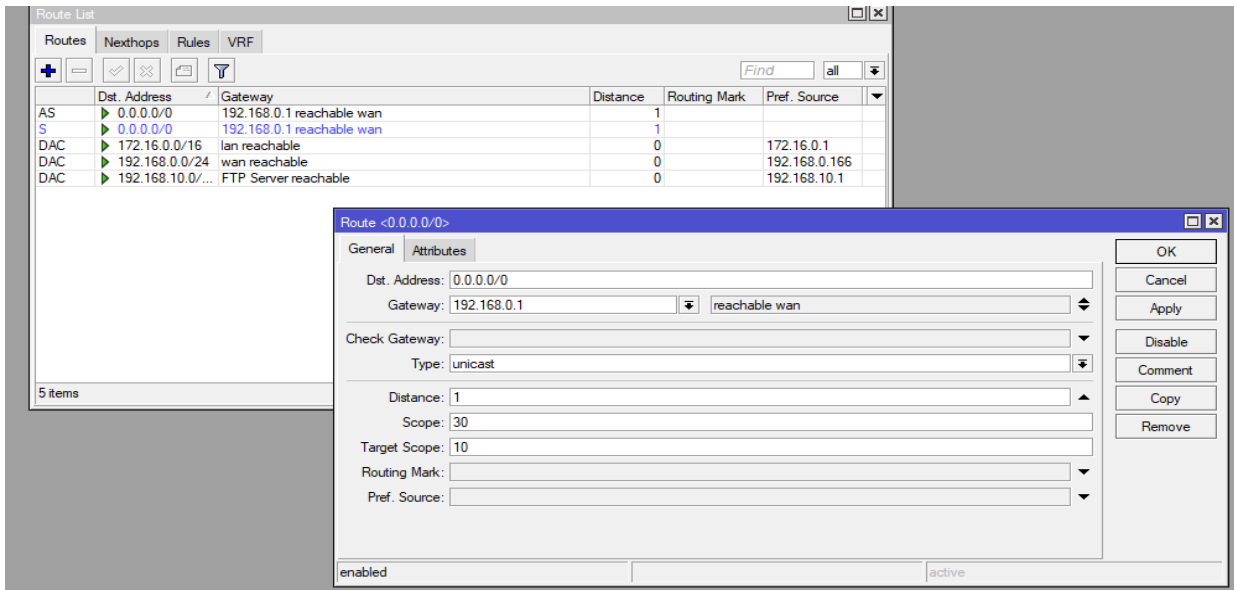 Route List
Routes Nexthops Rules VRF
Find all
Dst. Address Gateway Distance Routing Mark Pref. Source
AS 0.0.0.0/0 192.168.0.1 reachable wan 1
S 0.0.0.0/0 192.168.0.1 reachable wan 1
DAC 172.16.0.0/16 lan reachable 0 172.16.0.1
DAC 192.168.0.0/24 wan reachable 0 192.168.0.166
DAC 192.168.10.0/... FTP Server reachable 0 192.168.10.1
5 items
Route <0.0.0.0/0>
General Attributes
Dst. Address: 0.0.0.0/0
Gateway: 192.168.0.1 reachable wan
Check Gateway:
Type: unicast
Distance: 1
Scope: 30
Target Scope: 10
Routing Mark:
Pref. Source:
OK
Cancel
Apply
Disable
Comment
Copy
Remove
enabled active